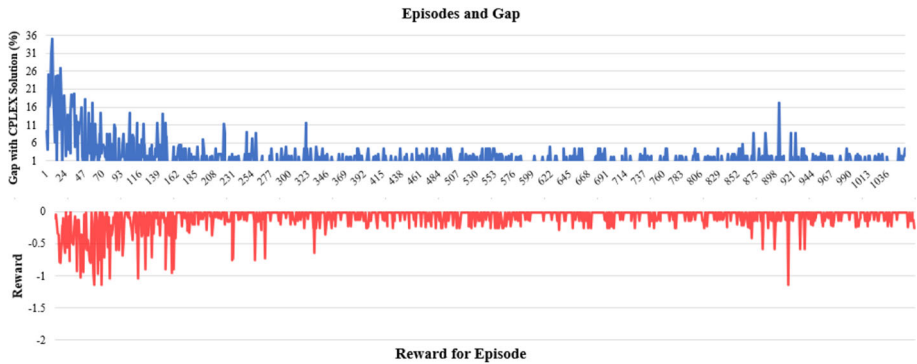 Episodes and Gap
Gap with CPLEX Solution (%)
36
31
26
21
16
11
6
1
1 24 47 70 93 116 139 162 185 208 231 254 277 300 323 346 369 392 415 438 461 484 507 530 553 576 599 622 645 668 691 714 737 760 783 806 829 852 875 898 921 944 967 990 1013 1036
Reward
0
-0.5
-1
-1.5
-2
Reward for Episode